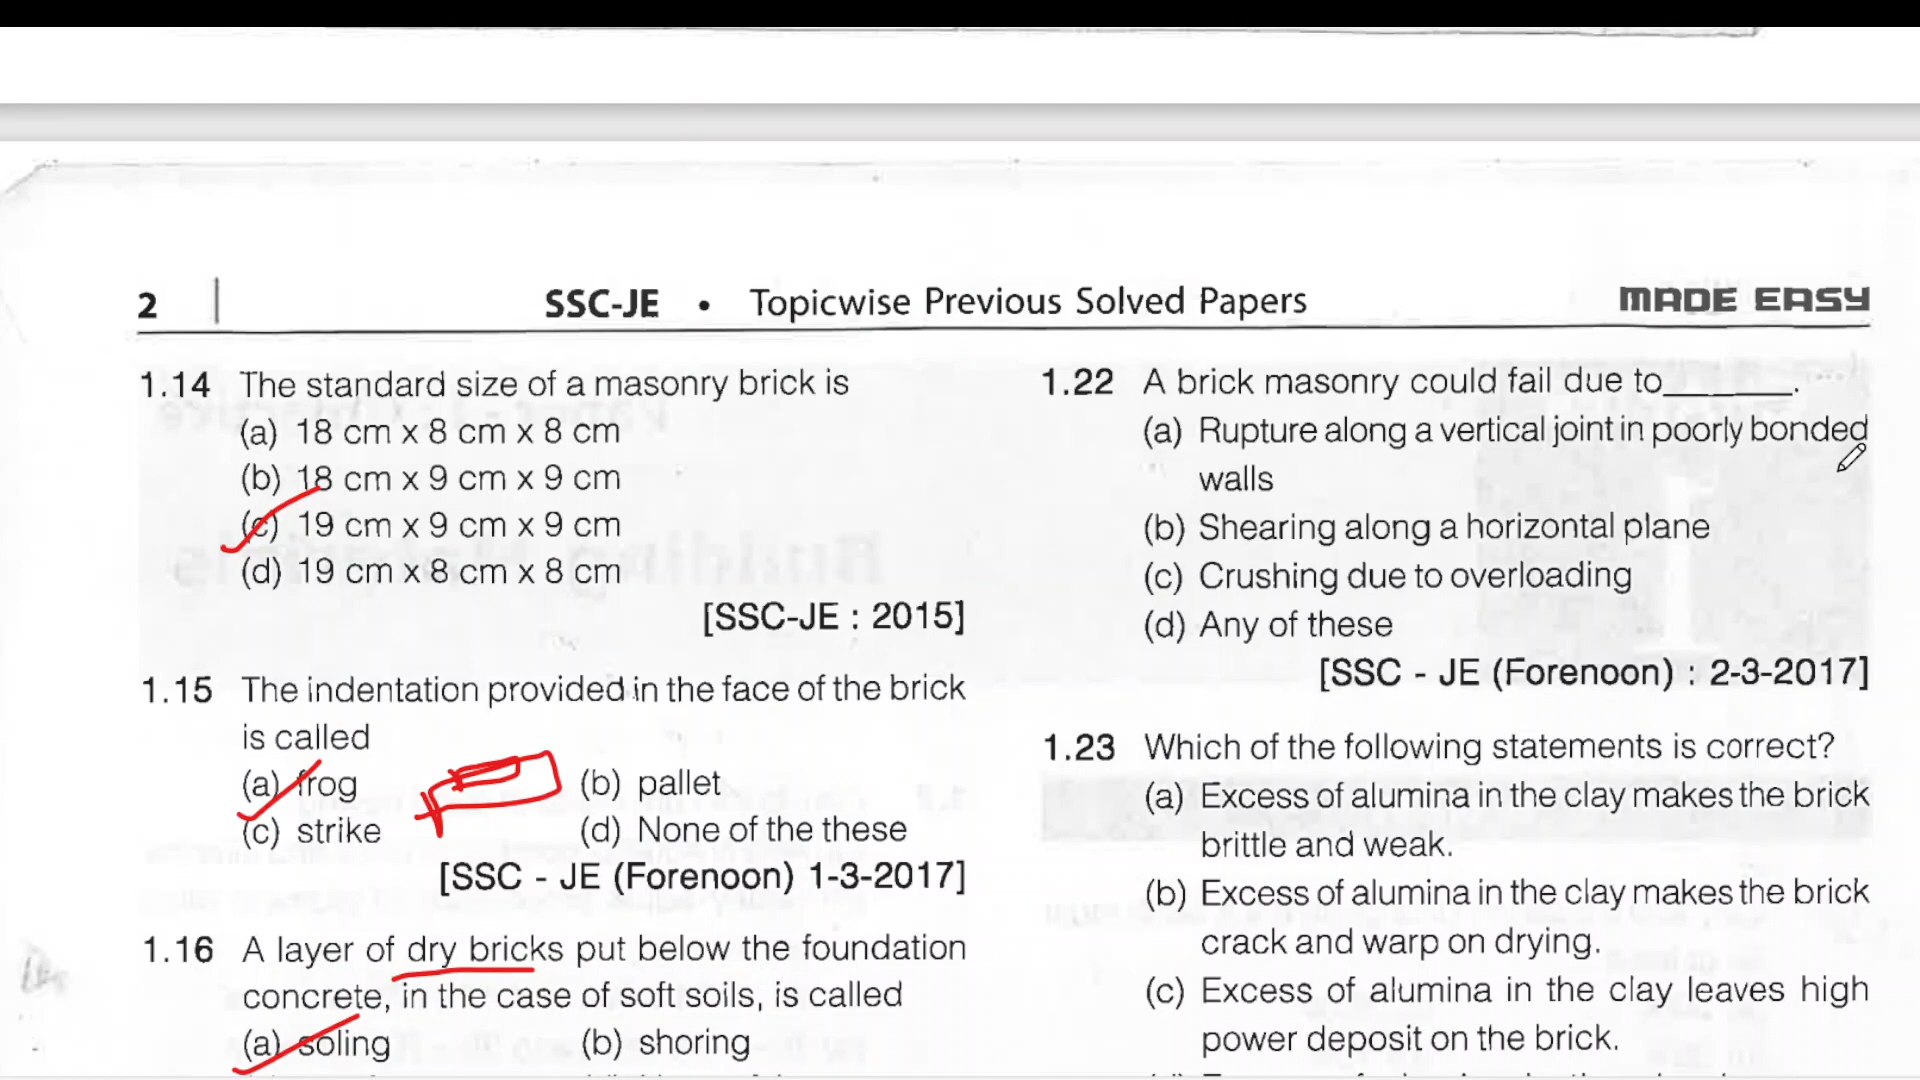 2 | SSC-JE • Topicwise Previous Solved Papers MADE EASY
1.14 The standard size of a masonry brick is
(a) 18 cm x 8 cm x 8 cm
(b) 18 cm x 9 cm x 9 cm
(c) 19 cm x 9 cm x 9 cm
(d) 19 cm x 8 cm x 8 cm
[SSC-JE : 2015]
1.15 The indentation provided in the face of the brick
is called
(a) frog (b) pallet
(c) strike (d) None of the these
[SSC - JE (Forenoon) 1-3-2017]
1.16 A layer of dry bricks put below the foundation
concrete, in the case of soft soils, is called
(a) soling (b) shoring
1.22 A brick masonry could fail due to______.
(a) Rupture along a vertical joint in poorly bonded
walls
(b) Shearing along a horizontal plane
(c) Crushing due to overloading
(d) Any of these
[SSC - JE (Forenoon) : 2-3-2017]
1.23 Which of the following statements is correct?
(a) Excess of alumina in the clay makes the brick
brittle and weak.
(b) Excess of alumina in the clay makes the brick
crack and warp on drying.
(c) Excess of alumina in the clay leaves high
power deposit on the brick.